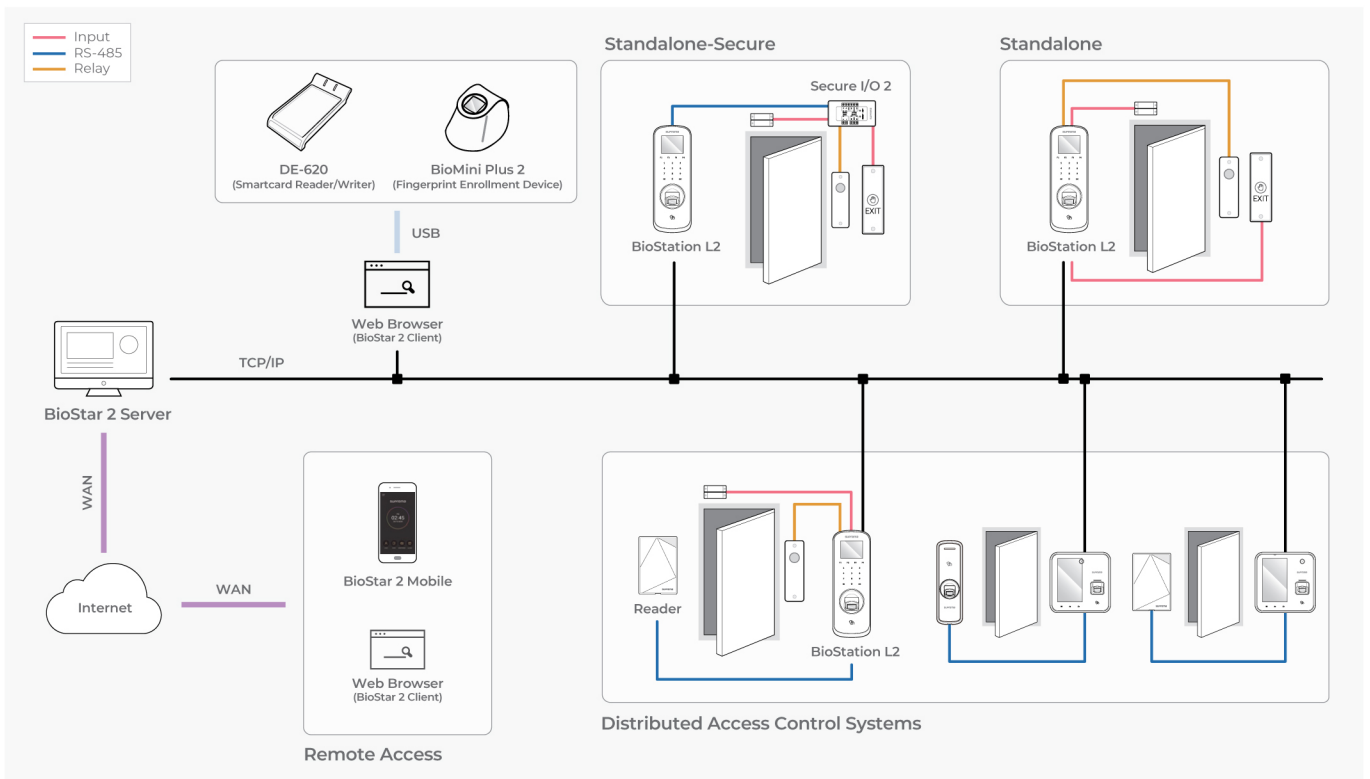 Input
RS-485
Relay
Standalone-Secure
Standalone
Secure I/O 2
DE-620
(Smartcard Reader/Writer)
BioMini Plus 2
(Fingerprint Enrollment Device)
EXIT
EXIT
BioStation L2
BioStation L2
USB
Web Browser
(BioStar 2 Client)
TCP/IP
BioStar 2 Server
WAN
02:49
BioStar 2 Mobile
WAN
Internet
Reader
BioStation L2
Web Browser
(BioStar 2 Client)
Distributed Access Control Systems
Remote Access